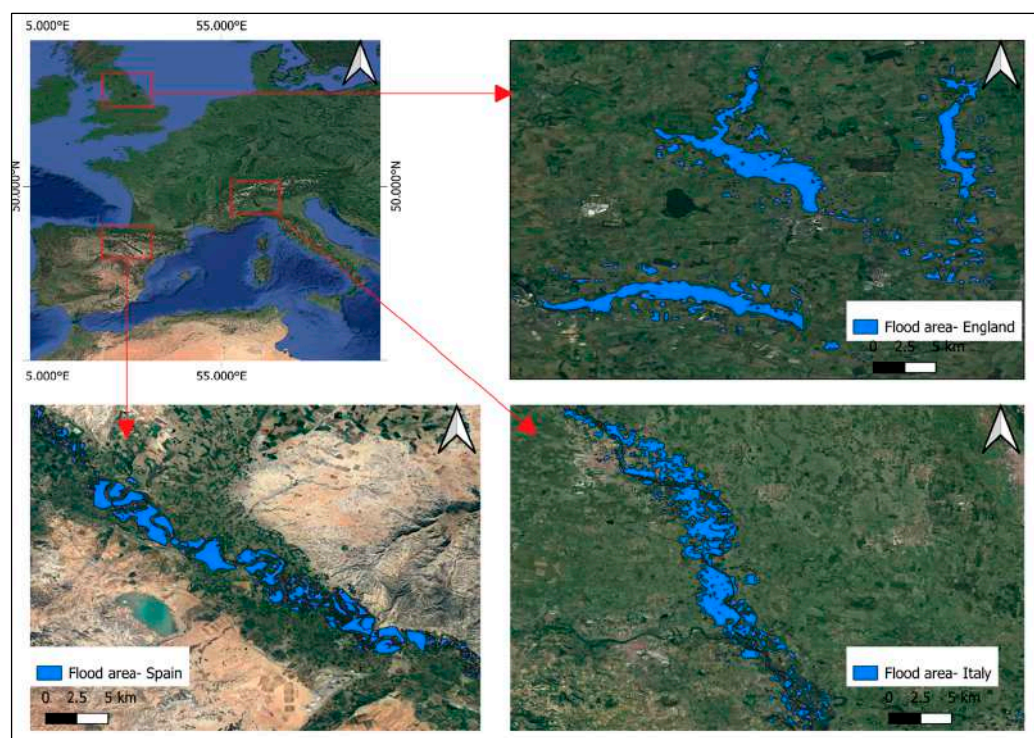 5.000°E 55.000°E
50.000°N
50.000°N
5.000°E 55.000°E
Flood area- England
0 2.5 5 km
Flood area- Spain
0 2.5 5 km
Flood area- Italy
0 2.5 5 km